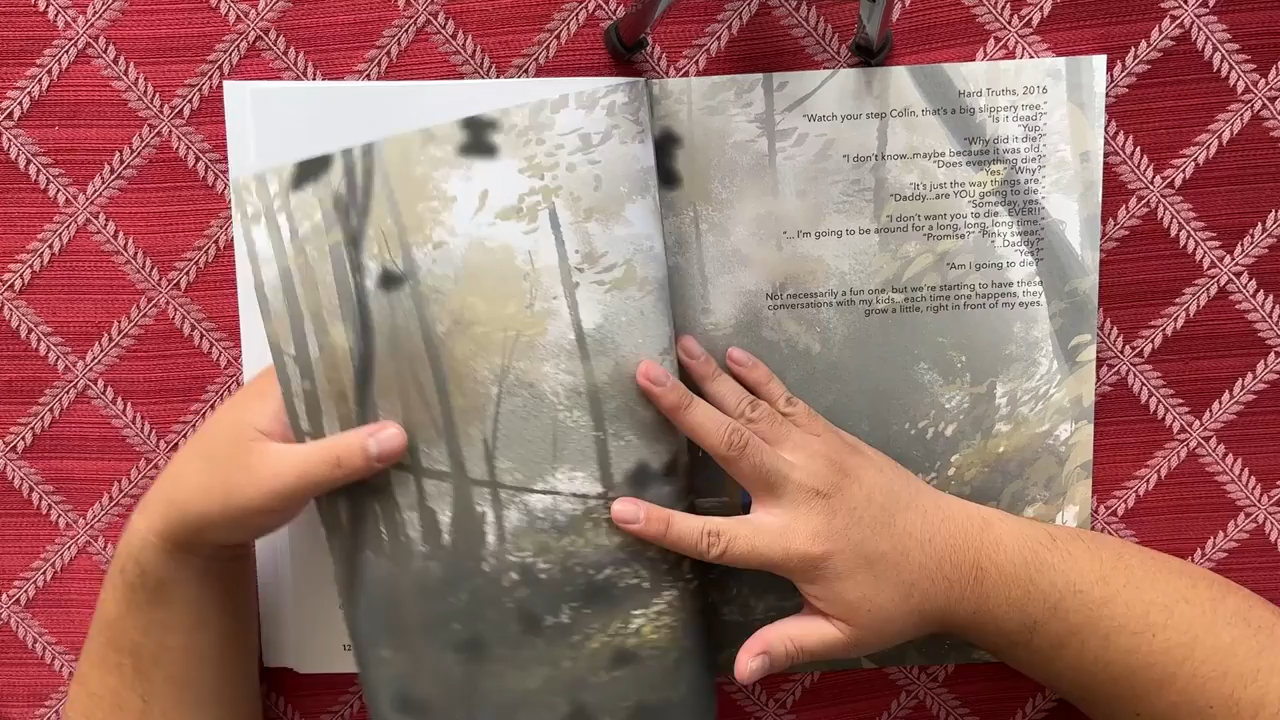 Hard Truths, 2016
“Watch your step Colin, that’s a big slippery tree.”
“Is it dead?”
“Yup.”
“Why did it die?”
“I don’t know..maybe because it was old.”
“Does everything die?”
“Yes.” “Why?”
“It’s just the way things are.”
“Daddy...are YOU going to die.”
“Someday, yes.”
“I don’t want you to die...EVER!!”
“... I’m going to be around for a long, long, long time.”
“Promise?” “Pinky swear.”
“...Daddy?”
“Yes?”
“Am I going to die?”
Not necessarily a fun one, but we’re starting to have these
conversations with my kids...each time one happens, they
grow a little, right in front of my eyes.
12